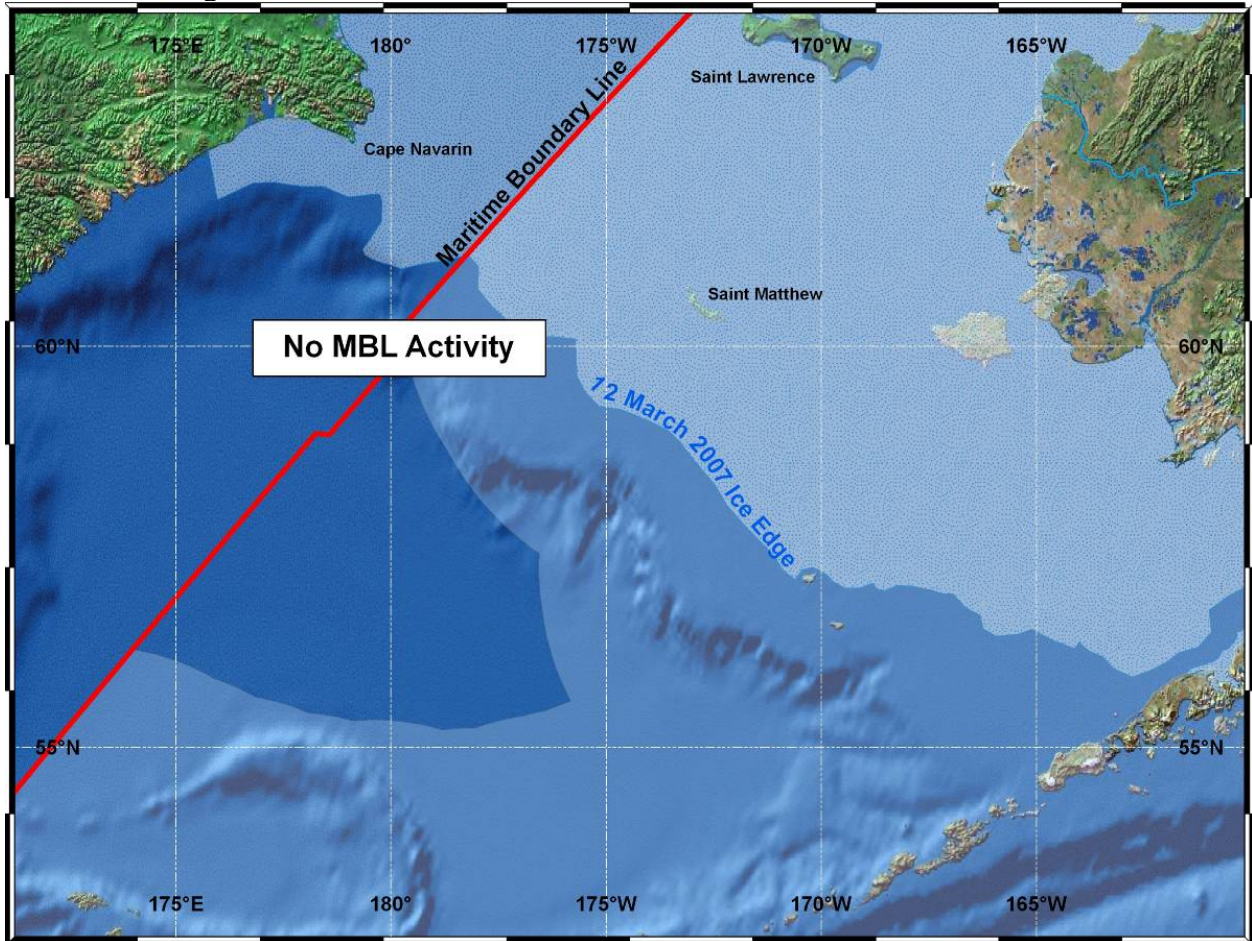 175°E 180° 175°W 170°W 165°W
Saint Lawrence
Cape Navarin
Maritime Boundary Line
Saint Matthew
No MBL Activity
60°N 60°N
12 March 2007 Ice Edge
55°N 55°N
175°E 180° 175°W 170°W 165°W